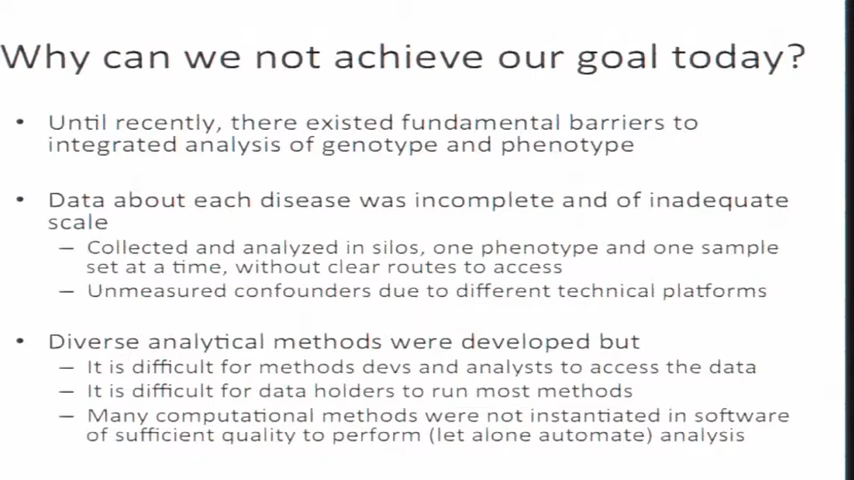 Why can we not achieve our goal today?
• Until recently, there existed fundamental barriers to
integrated analysis of genotype and phenotype
• Data about each disease was incomplete and of inadequate
scale
– Collected and analyzed in silos, one phenotype and one sample
set at a time, without clear routes to access
– Unmeasured confounders due to different technical platforms
• Diverse analytical methods were developed but
– It is difficult for methods devs and analysts to access the data
– It is difficult for data holders to run most methods
– Many computational methods were not instantiated in software
of sufficient quality to perform (let alone automate) analysis